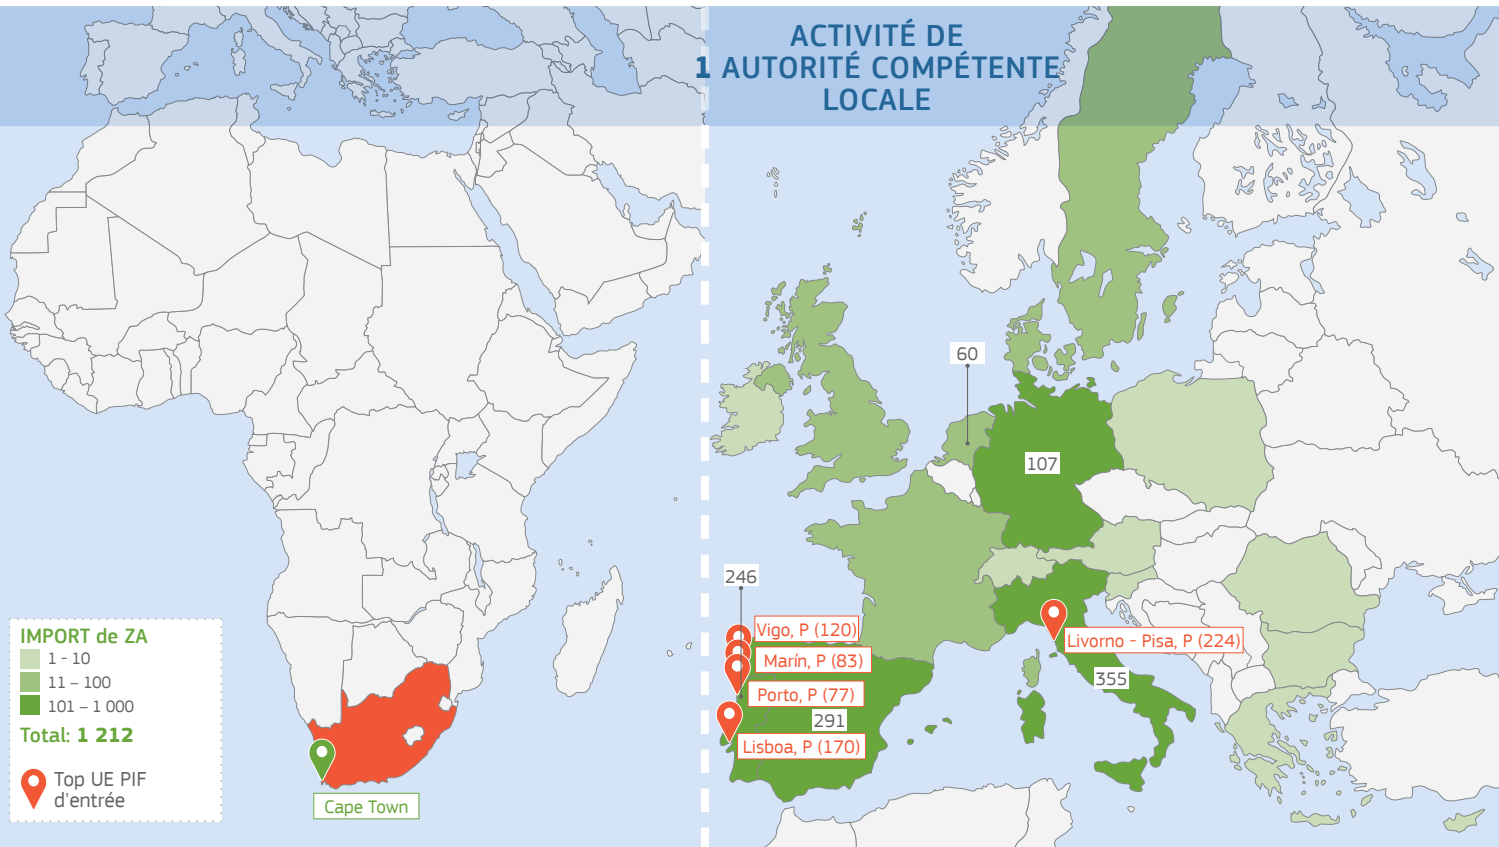 ACTIVITÉ DE
1 AUTORITÉ COMPÉTENTE
LOCALE
60
107
246
Vigo, P (120)
Marín, P (83)
Porto, P (77)
291
Lisboa, P (170)
Livorno - Pisa, P (224)
355
IMPORT de ZA
1 - 10
11 – 100
101 – 1 000
Total: 1 212
Top UE PIF
d'entrée
Cape Town